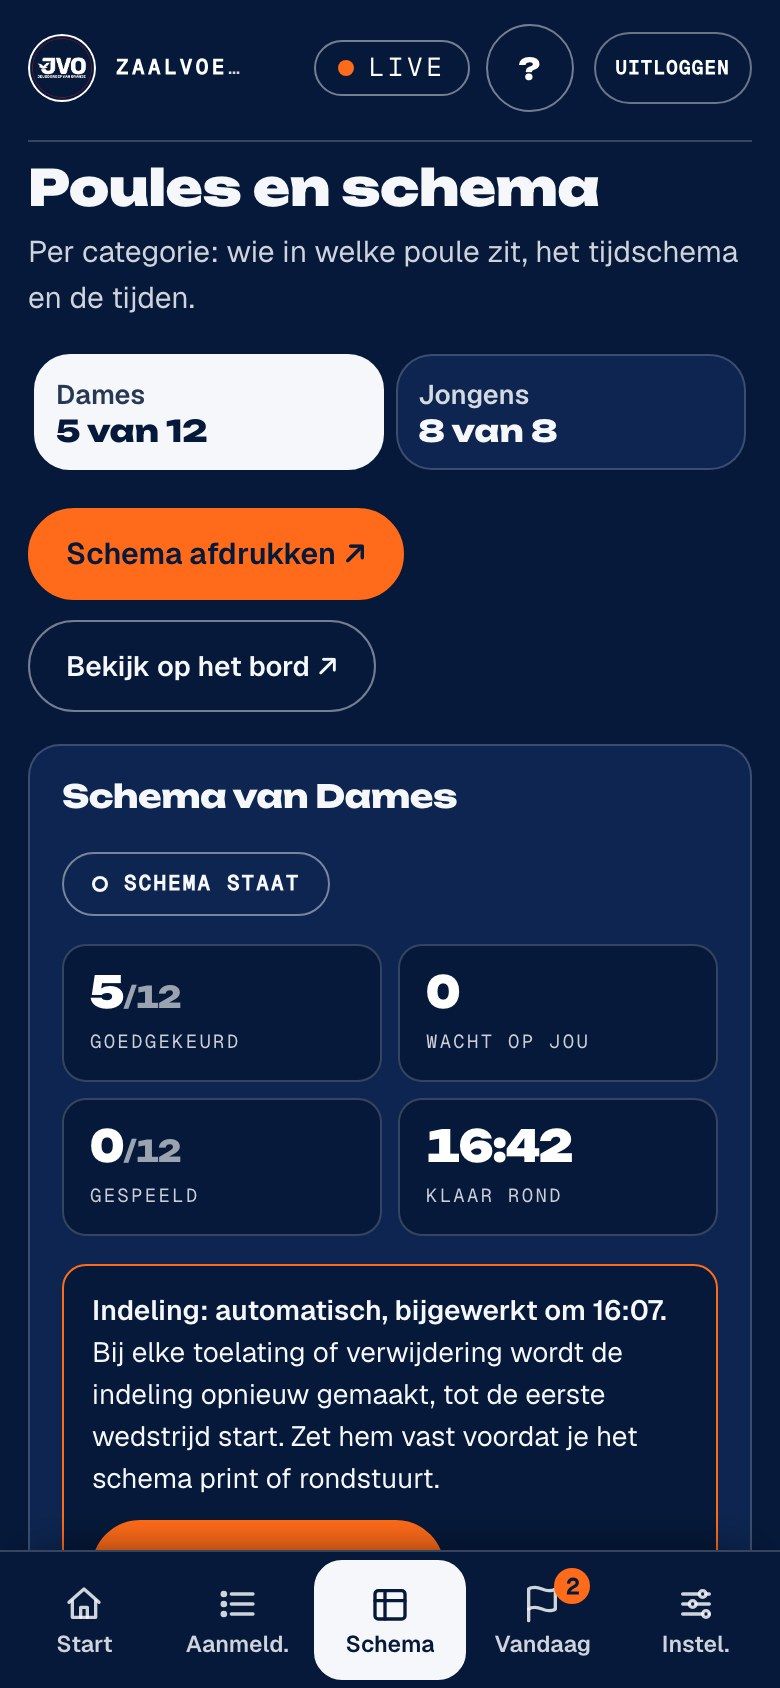 JVO
ZAALVOE…
LIVE
?
UITLOGGEN
Poules en schema
Per categorie: wie in welke poule zit, het tijdschema
en de tijden.
Dames
5 van 12
Jongens
8 van 8
Schema afdrukken ↗
Bekijk op het bord ↗
Schema van Dames
SCHEMA STAAT
5/12
GOEDGEKEURD
0
WACHT OP JOU
0/12
GESPEELD
16:42
KLAAR ROND
Indeling: automatisch, bijgewerkt om 16:07.
Bij elke toelating of verwijdering wordt de
indeling opnieuw gemaakt, tot de eerste
wedstrijd start. Zet hem vast voordat je het
schema print of rondstuurt.
Start
Aanmeld.
Schema
2
Vandaag
Instel.